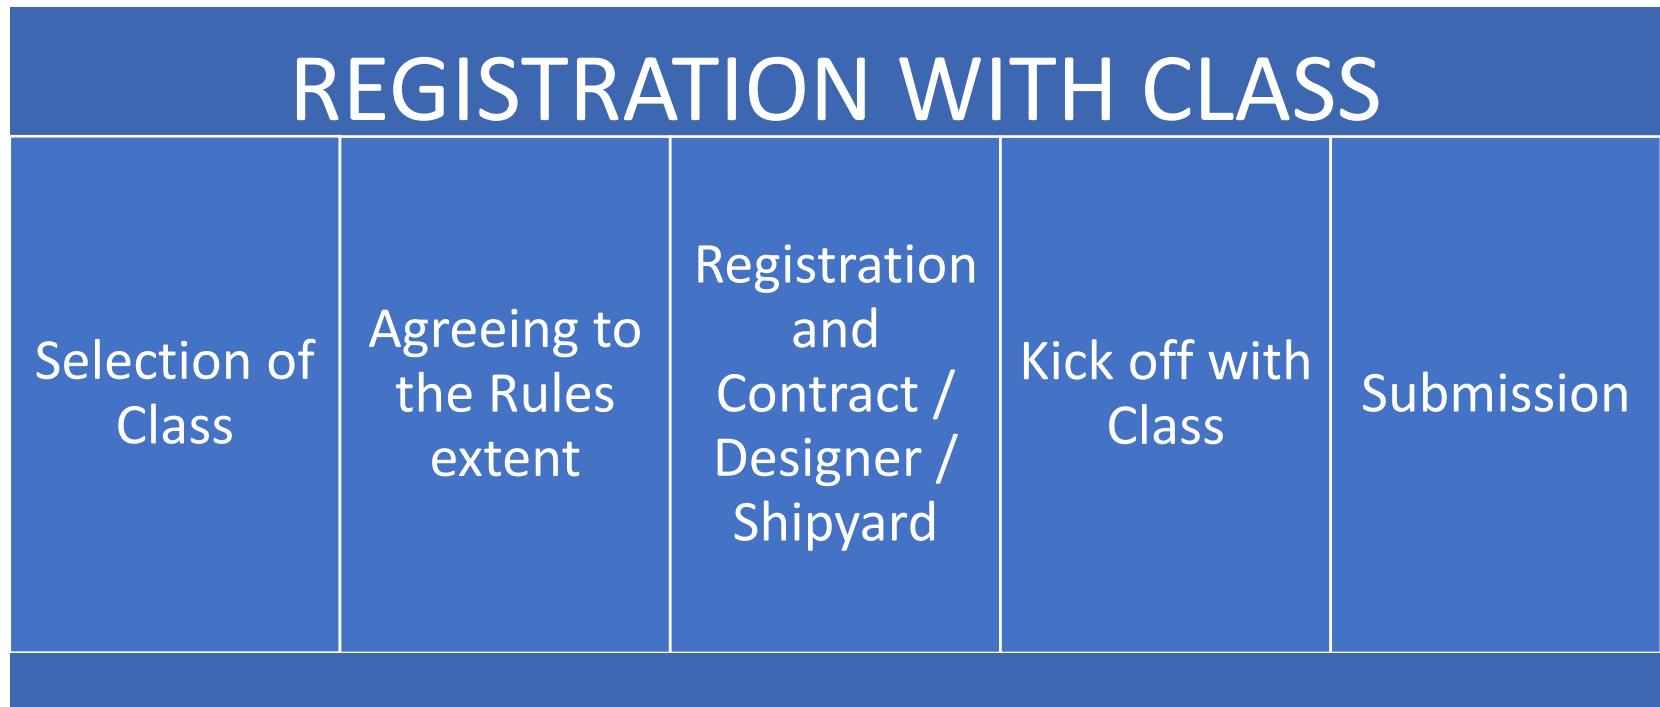 REGISTRATION WITH CLASS
Selection of
Class
Agreeing to
the Rules
extent
Registration
and
Contract /
Designer /
Shipyard
Kick off with
Class
Submission